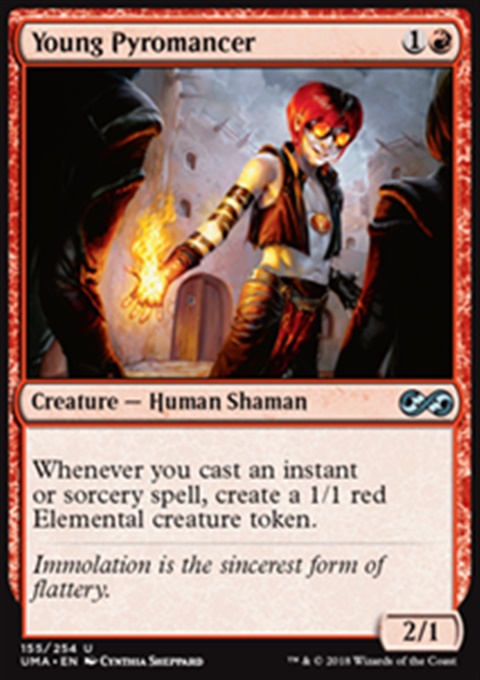 Young Pyromancer 1
Creature — Human Shaman
Whenever you cast an instant
or sorcery spell, create a 1/1 red
Elemental creature token.
Immolation is the sincerest form of
flattery.
2/1
155/254 U
UMA • EN Cynthia Sheppard
™ & © 2018 Wizards of the Coast